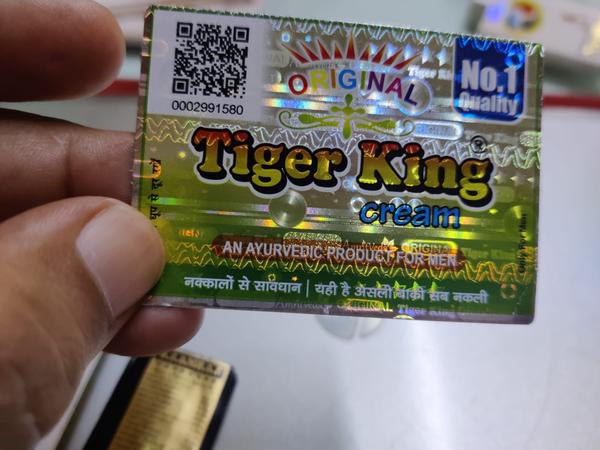 ORIGINAL
No.1
Quality
0002991580
Tiger King®
cream
AN AYURVEDIC PRODUCT FOR MEN
नक्कालों से सावधान | यही है असली बाकी सब नकली
धूप से दूर रखें